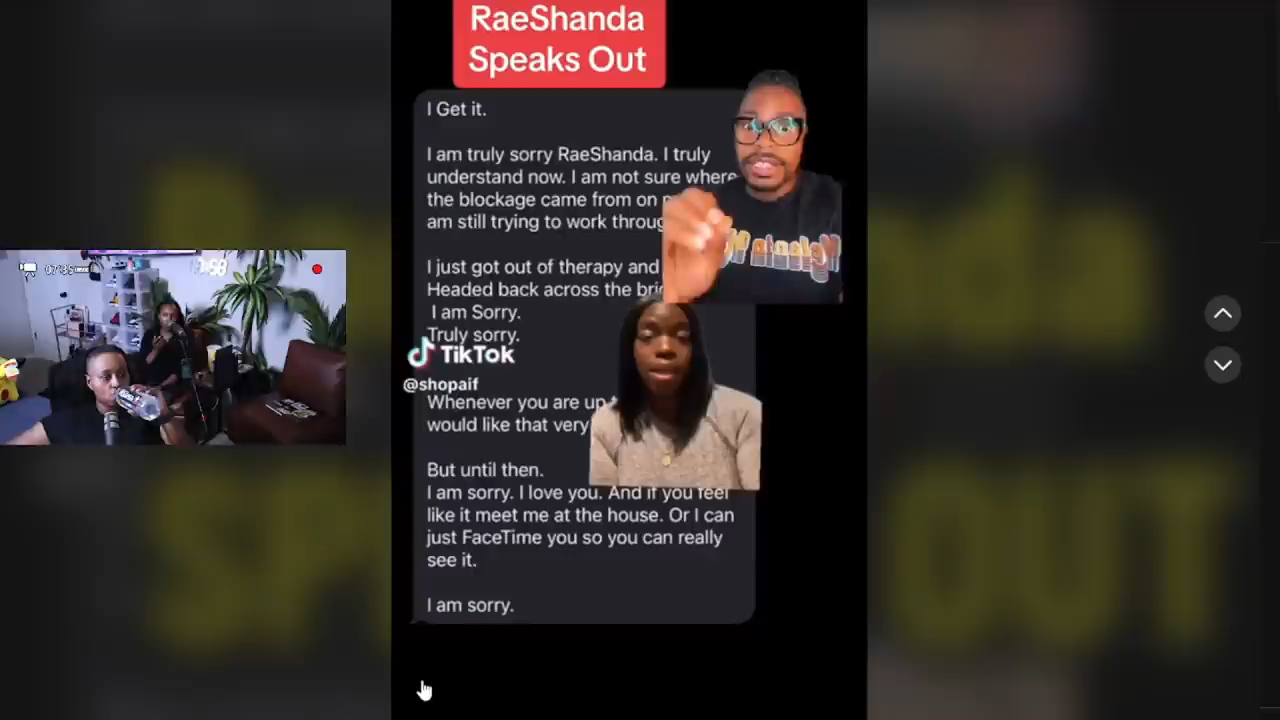 RaeShanda
Speaks Out
I Get it.
I am truly sorry RaeShanda. I truly
understand now. I am not sure where
the blockage came from on
am still trying to work
I just got out of therapy and
Headed back across the
I am Sorry.
Truly sorry.
TikTok
@shopaif
Whenever you are
would like that very
But until then.
I am sorry. I love you. And if you feel
like it meet me at the house. Or I can
just FaceTime you so you can really
see it.
I am sorry.